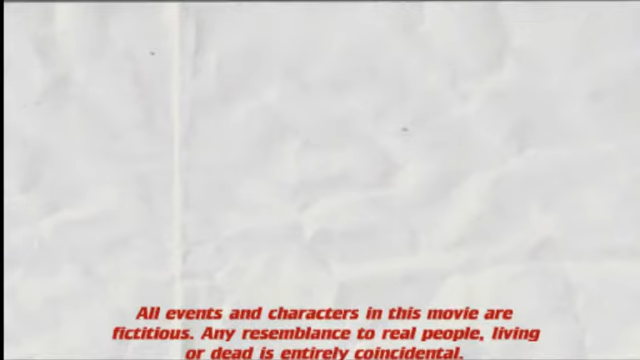 All events and characters in this movie are
fictitious. Any resemblance to real people, living
or dead is entirely coincidental.